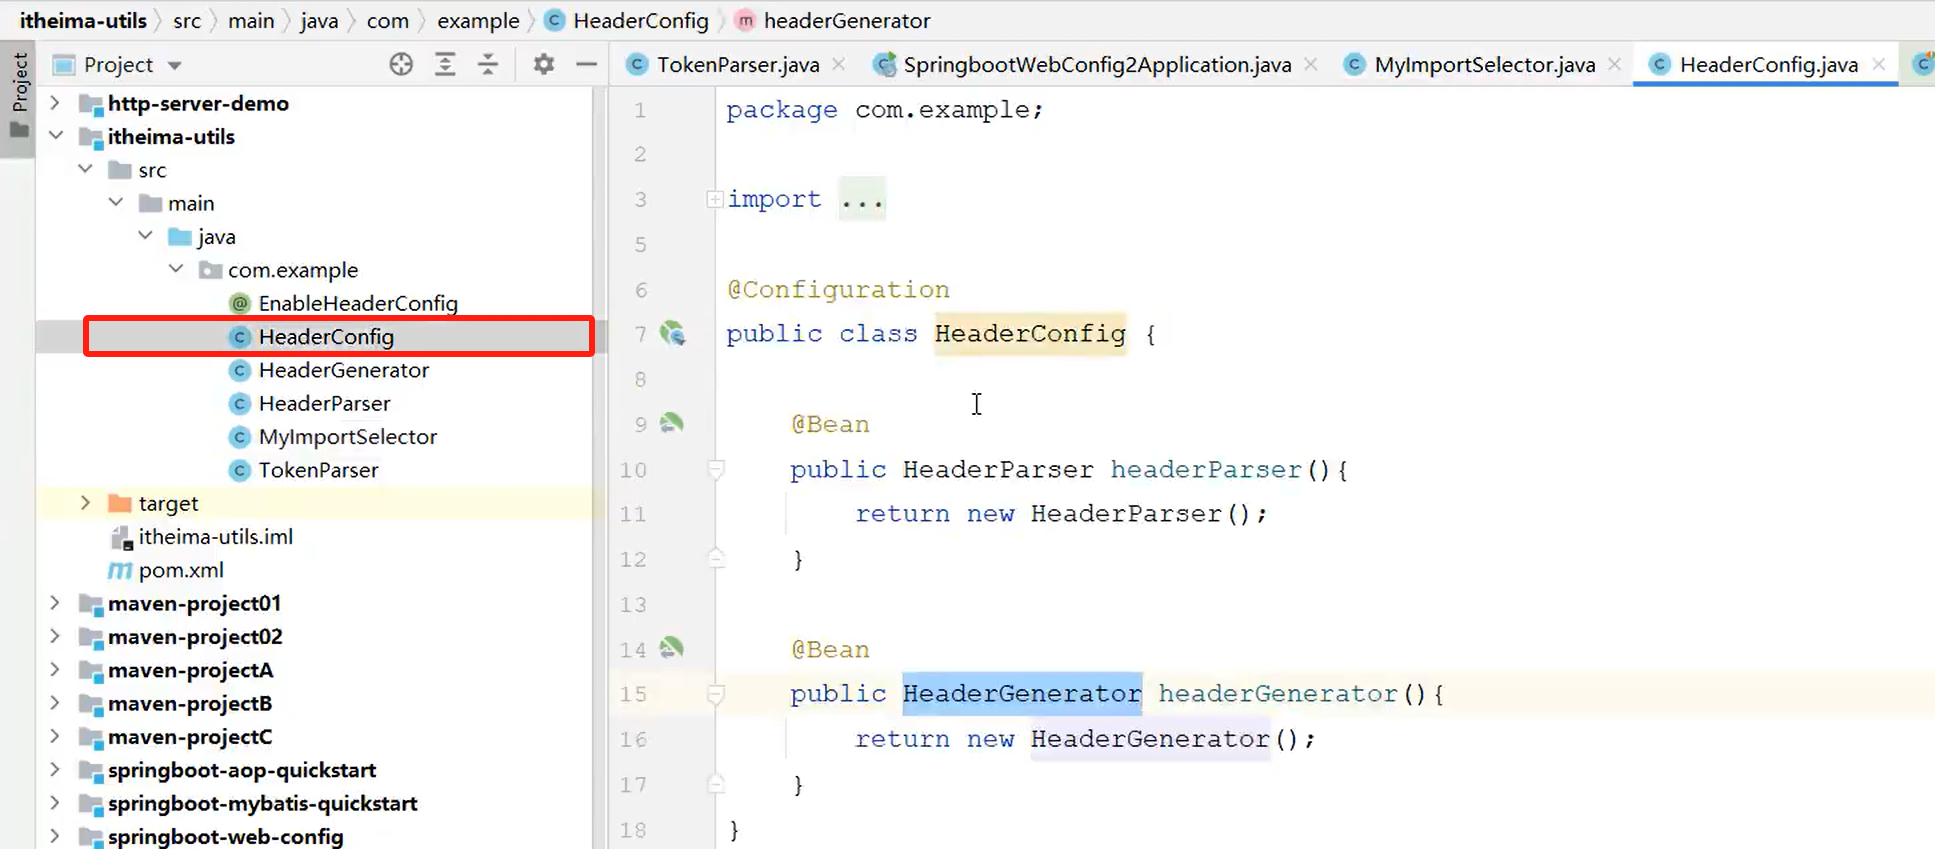 itheima-utils src main java com example HeaderConfig headerGenerator
Project
Project
TokenParser.java SpringbootWebConfig2Application.java MyImportSelector.java HeaderConfig.java
http-server-demo
itheima-utils
src
main
java
com.example
EnableHeaderConfig
HeaderConfig
HeaderGenerator
HeaderParser
MyImportSelector
TokenParser
target
itheima-utils.iml
pom.xml
maven-project01
maven-project02
maven-projectA
maven-projectB
maven-projectC
springboot-aop-quickstart
springboot-mybatis-quickstart
springboot-web-config
1 package com.example;
2
3 import ...
5
6 @Configuration
7 public class HeaderConfig {
8
9 @Bean
10 public HeaderParser headerParser(){
11 return new HeaderParser();
12 }
13
14 @Bean
15 public HeaderGenerator headerGenerator(){
16 return new HeaderGenerator();
17 }
18 }